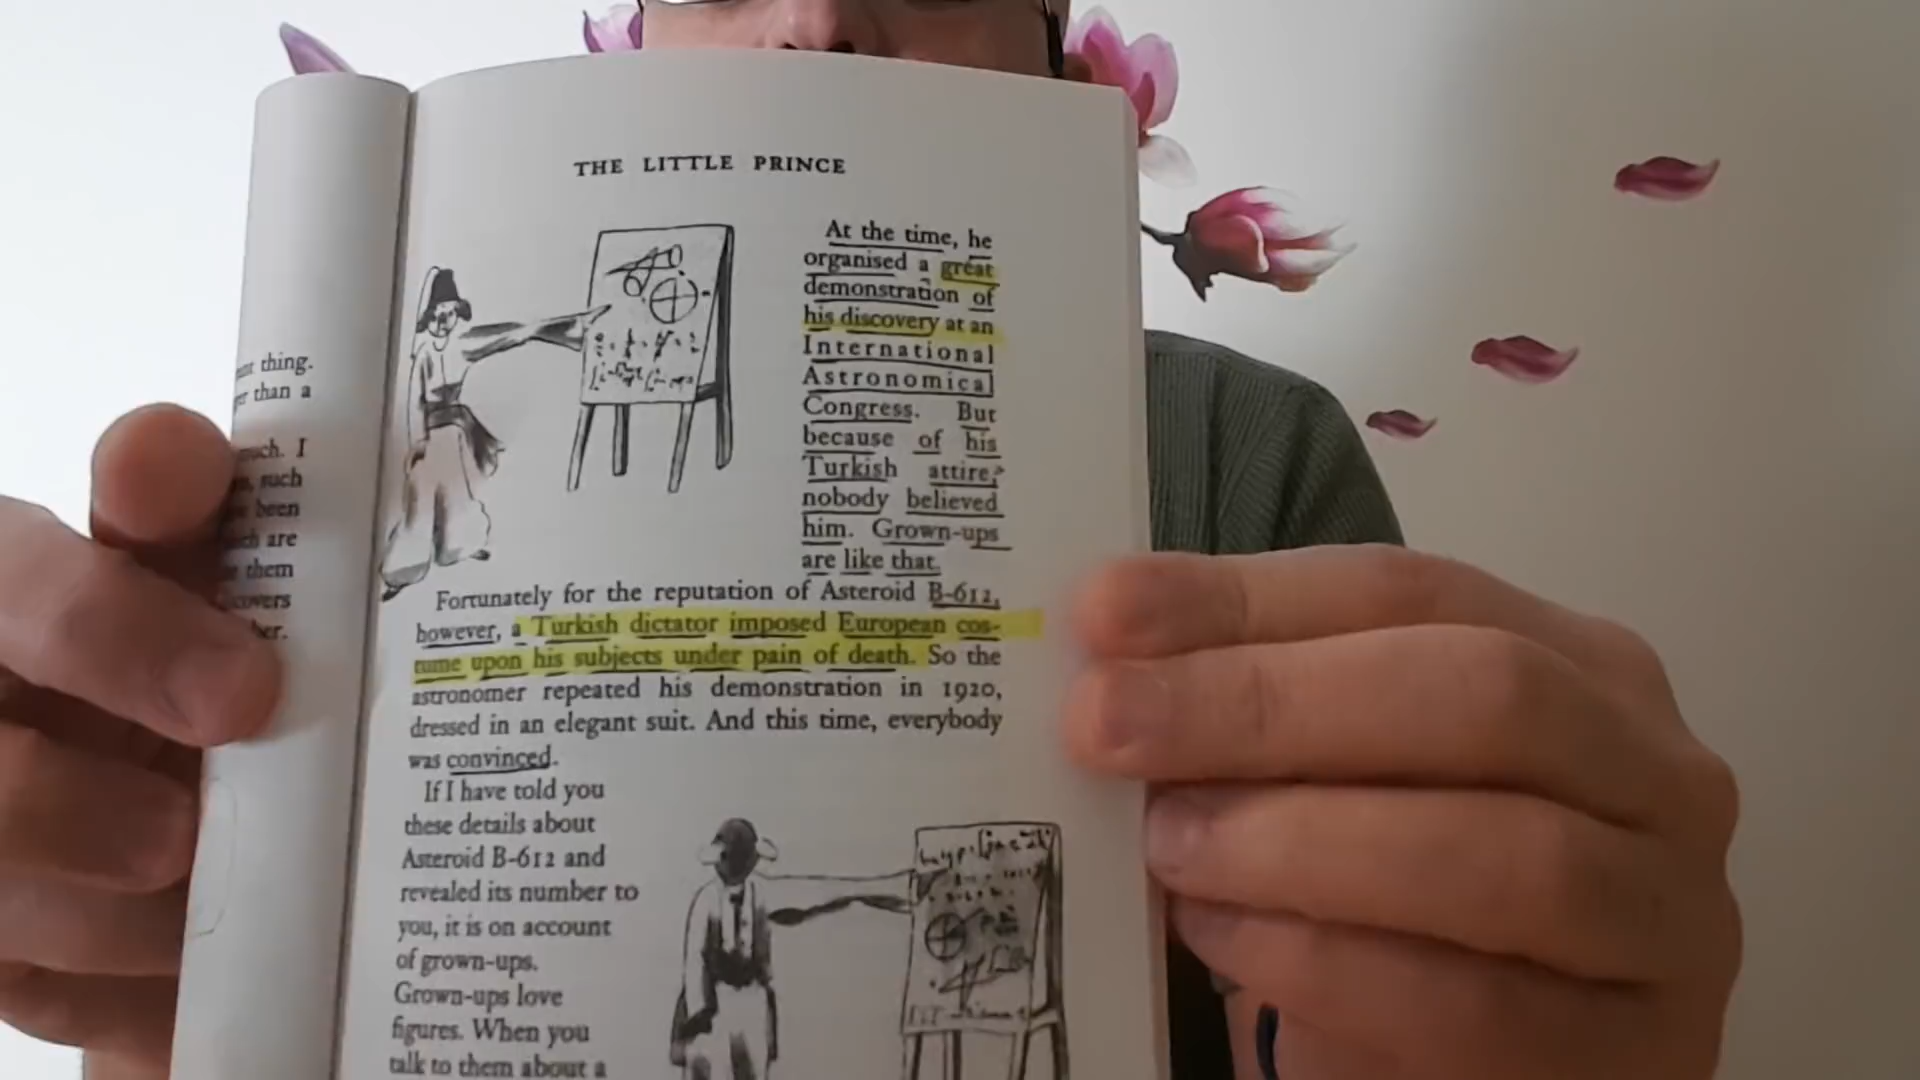 thing.
than a
such. I
such
been
are
them
THE LITTLE PRINCE
At the time, he
organised a great
demonstration of
his discovery at an
International
Astronomical
Congress. But
because of his
Turkish attire,
nobody believed
him. Grown-ups
are like that.
Fortunately for the reputation of Asteroid B-612,
however, a Turkish dictator imposed European cos-
tume upon his subjects under pain of death. So the
astronomer repeated his demonstration in 1920,
dressed in an elegant suit. And this time, everybody
was convinced.
If I have told you
these details about
Asteroid B-612 and
revealed its number to
you, it is on account
of grown-ups.
Grown-ups love
figures. When you
talk to them about a